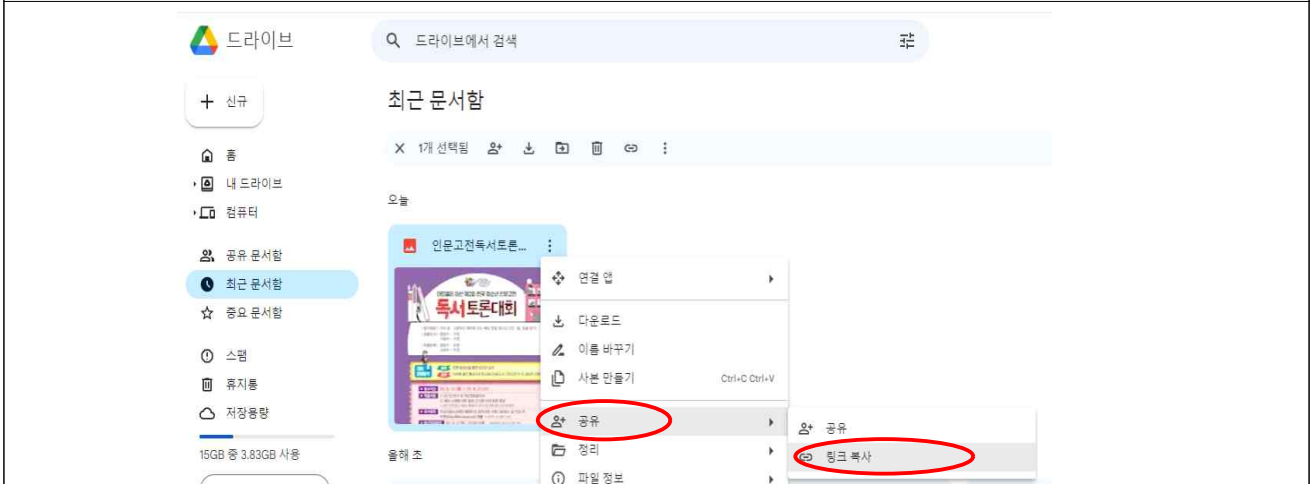 드라이브
드라이브에서 검색
신규
최근 문서함
1개 선택됨
홈
내 드라이브
컴퓨터
오늘
공유 문서함
최근 문서함
중요 문서함
스팸
휴지통
저장용량
15GB 중 3.83GB 사용
인문고전독서토론...
독서토론대회
연결 앱
다운로드
이름 바꾸기
사본 만들기 Ctrl+C Ctrl+V
공유
정리
파일 정보
공유
링크 복사
올해 초